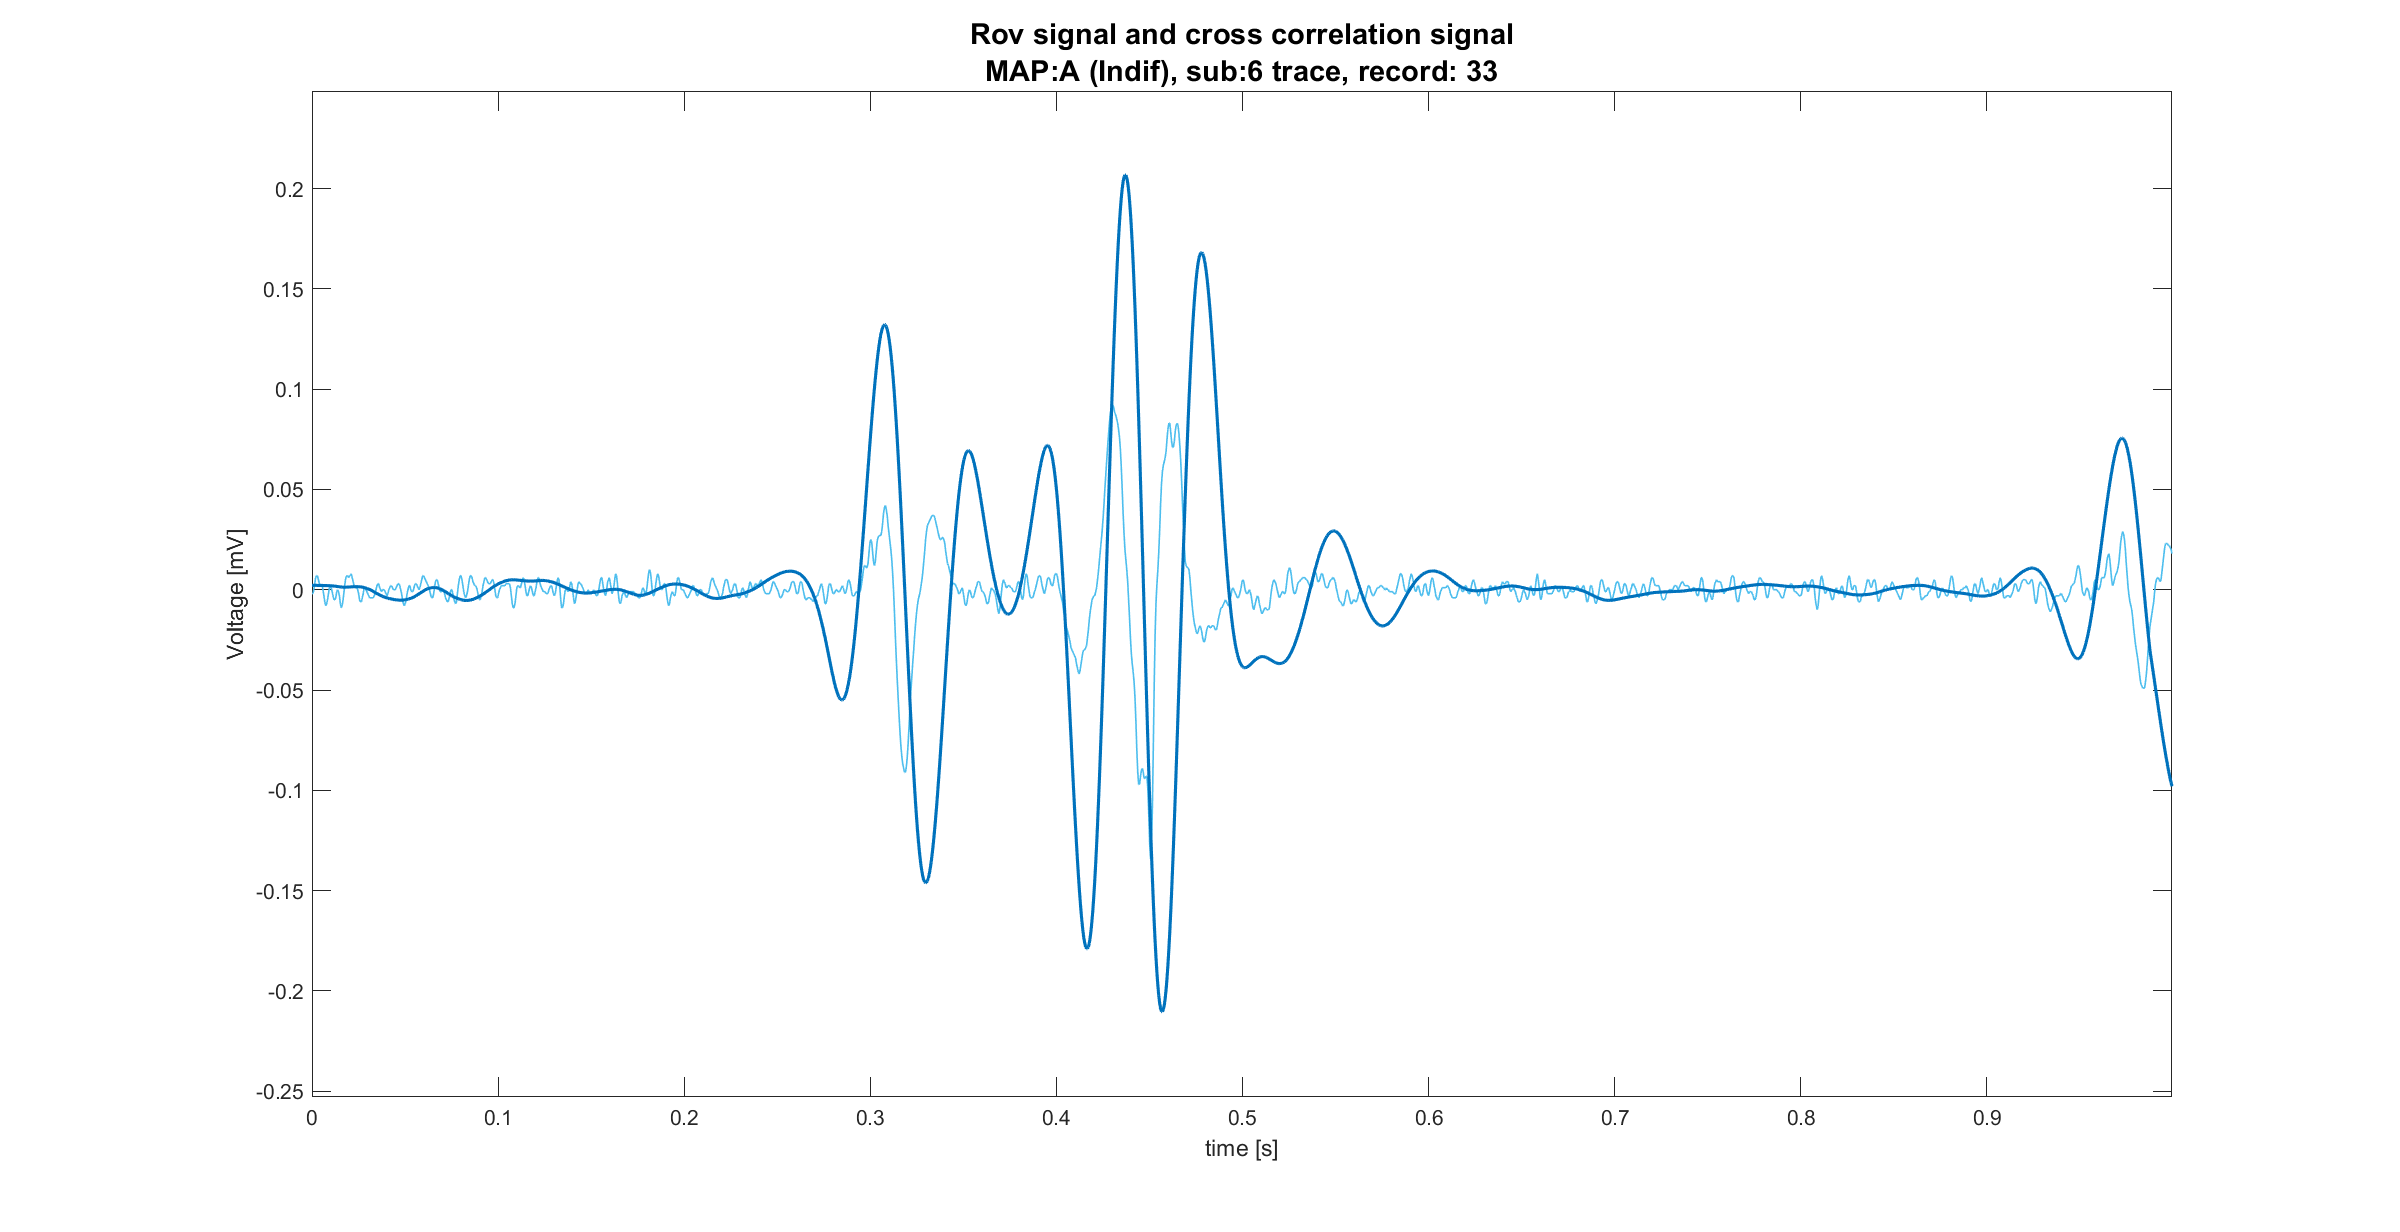 Rov signal and cross correlation signal
MAP:A (Indif), sub:6 trace, record: 33
0.2
0.15
0.1
0.05
0
-0.05
-0.1
-0.15
-0.2
-0.25
Voltage [mV]
0 0.1 0.2 0.3 0.4 0.5 0.6 0.7 0.8 0.9
time [s]